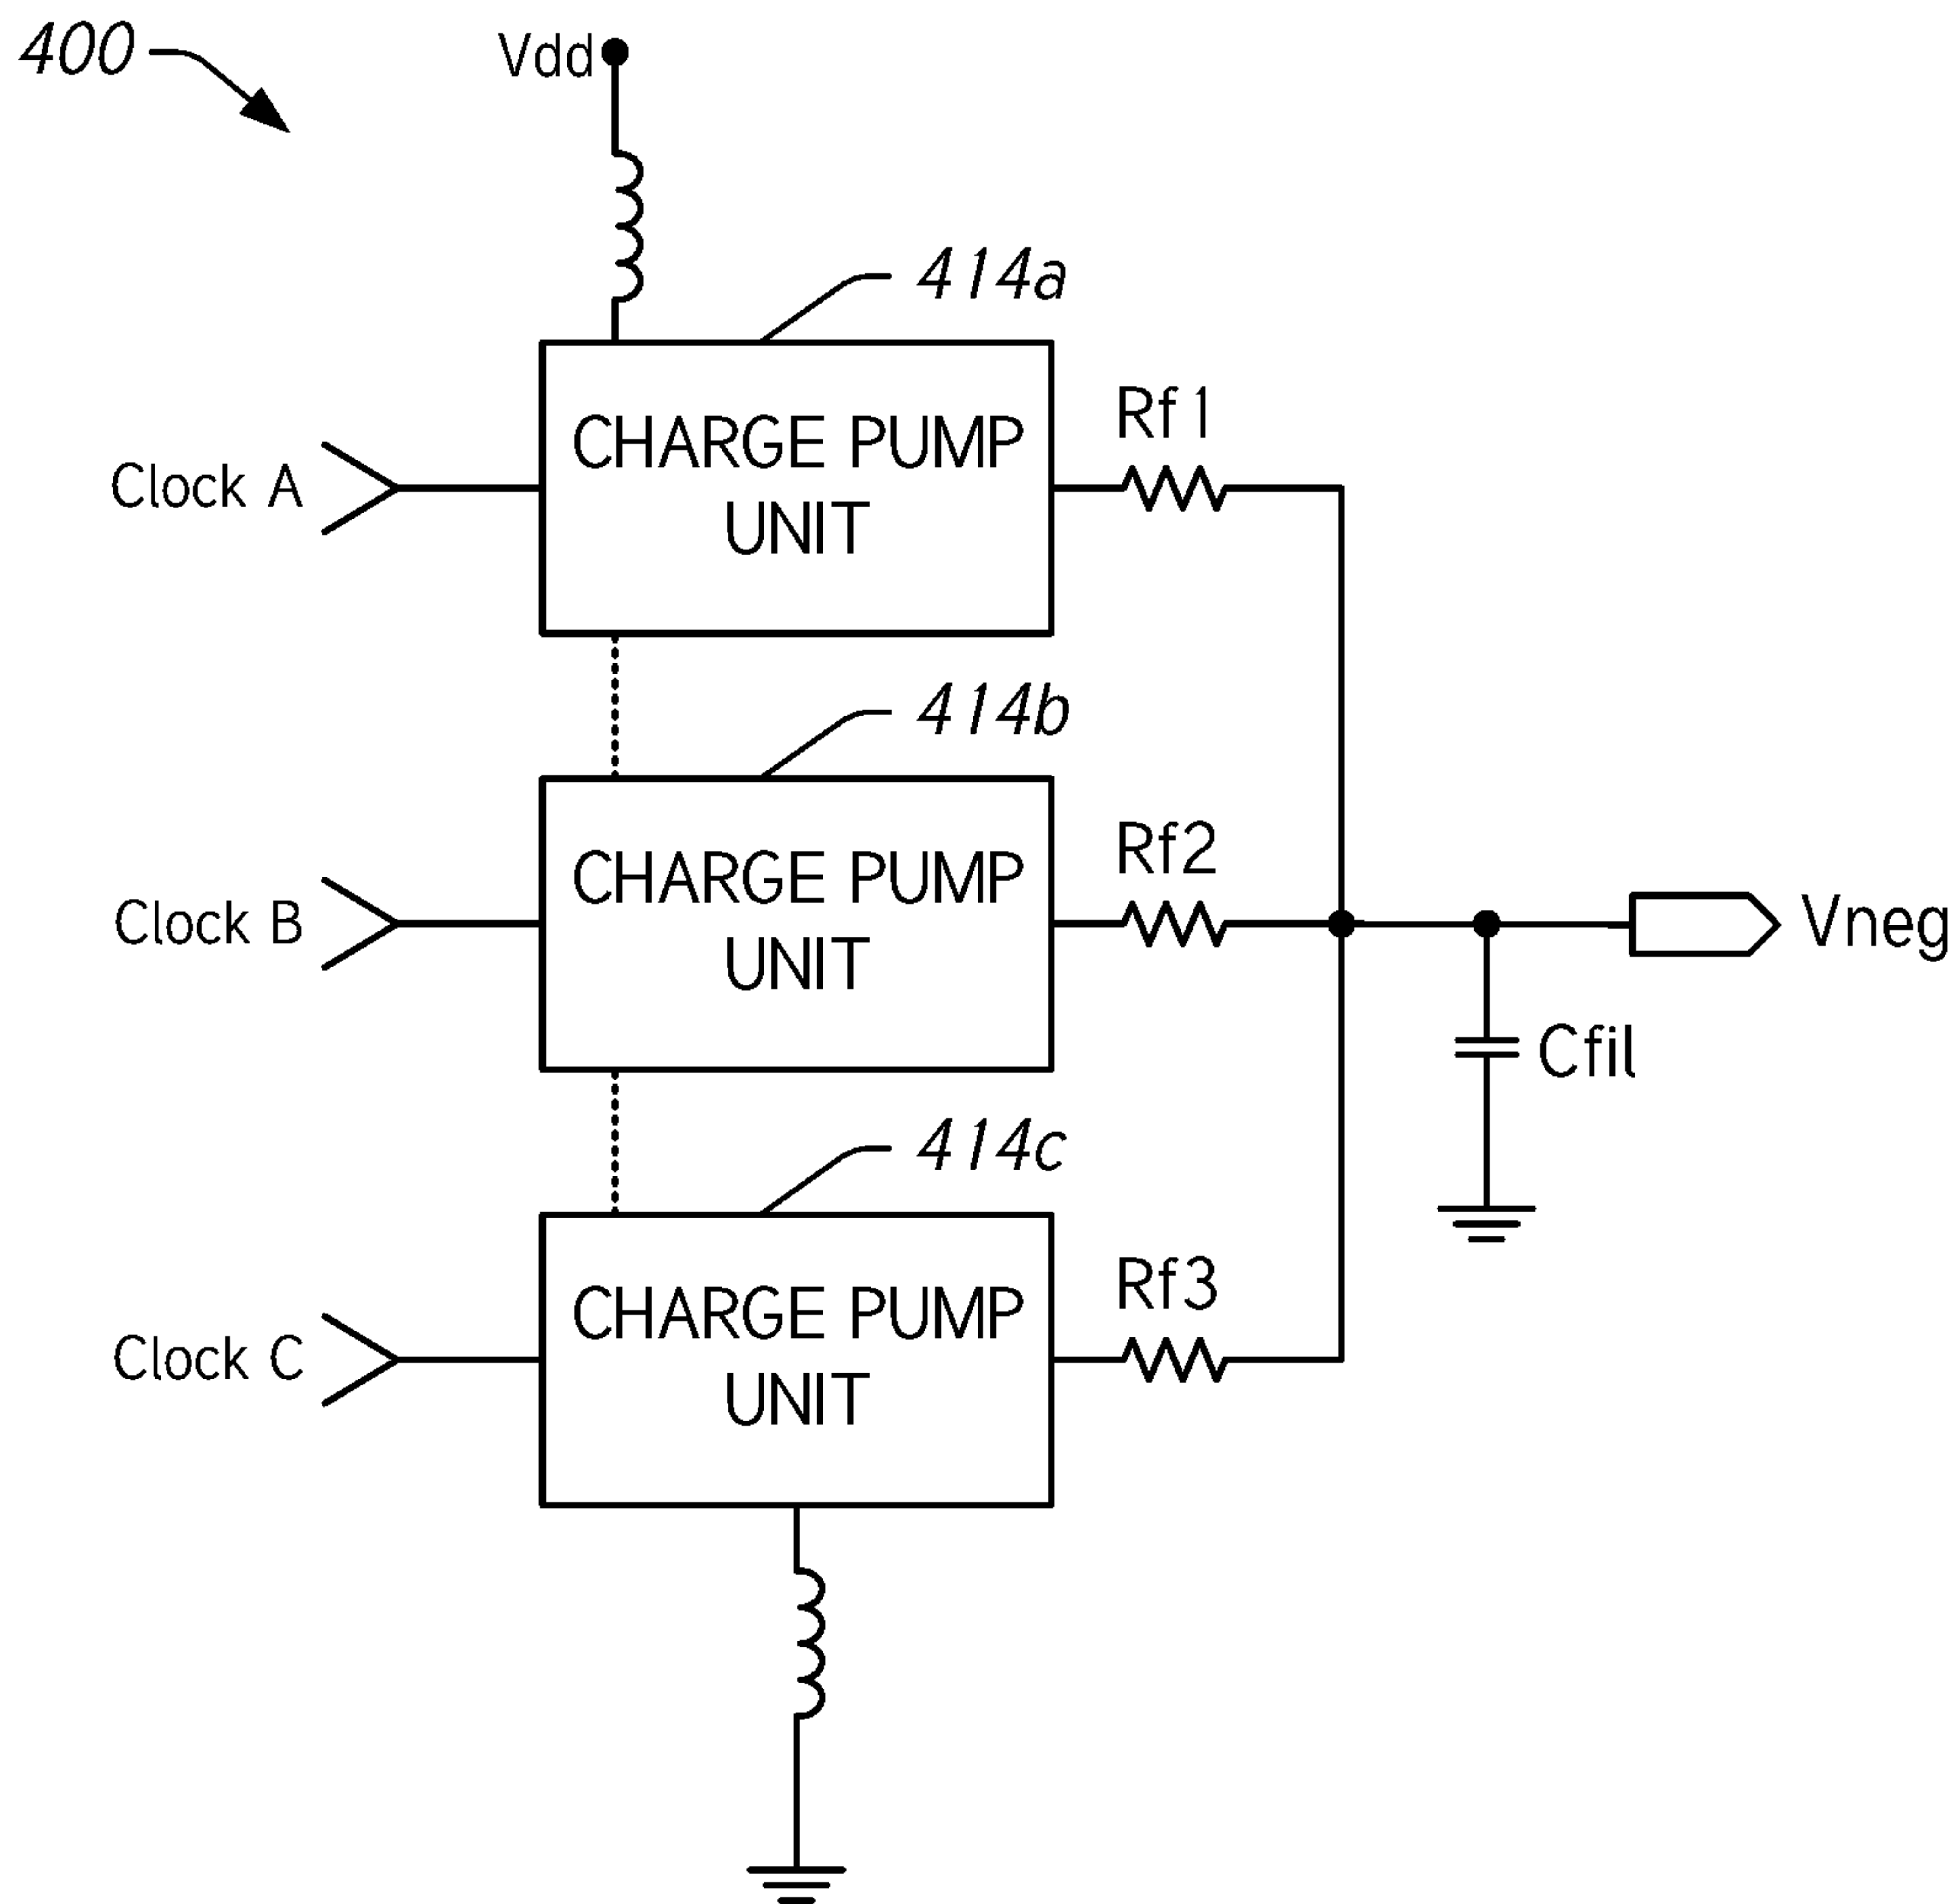 400
Vdd
414a
CHARGE PUMP
UNIT
Rf1
Clock A
414b
CHARGE PUMP
UNIT
Rf2
Clock B
Vneg
Cfil
414c
CHARGE PUMP
UNIT
Rf3
Clock C